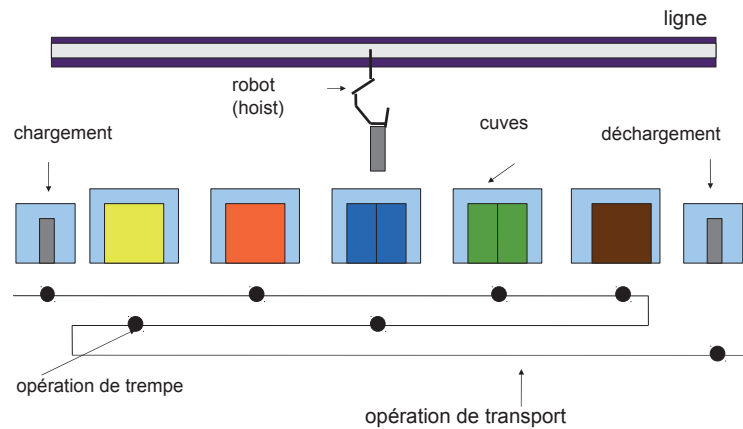 ligne
robot
(hoist)
chargement
cuves
déchargement
opération de trempe
opération de transport